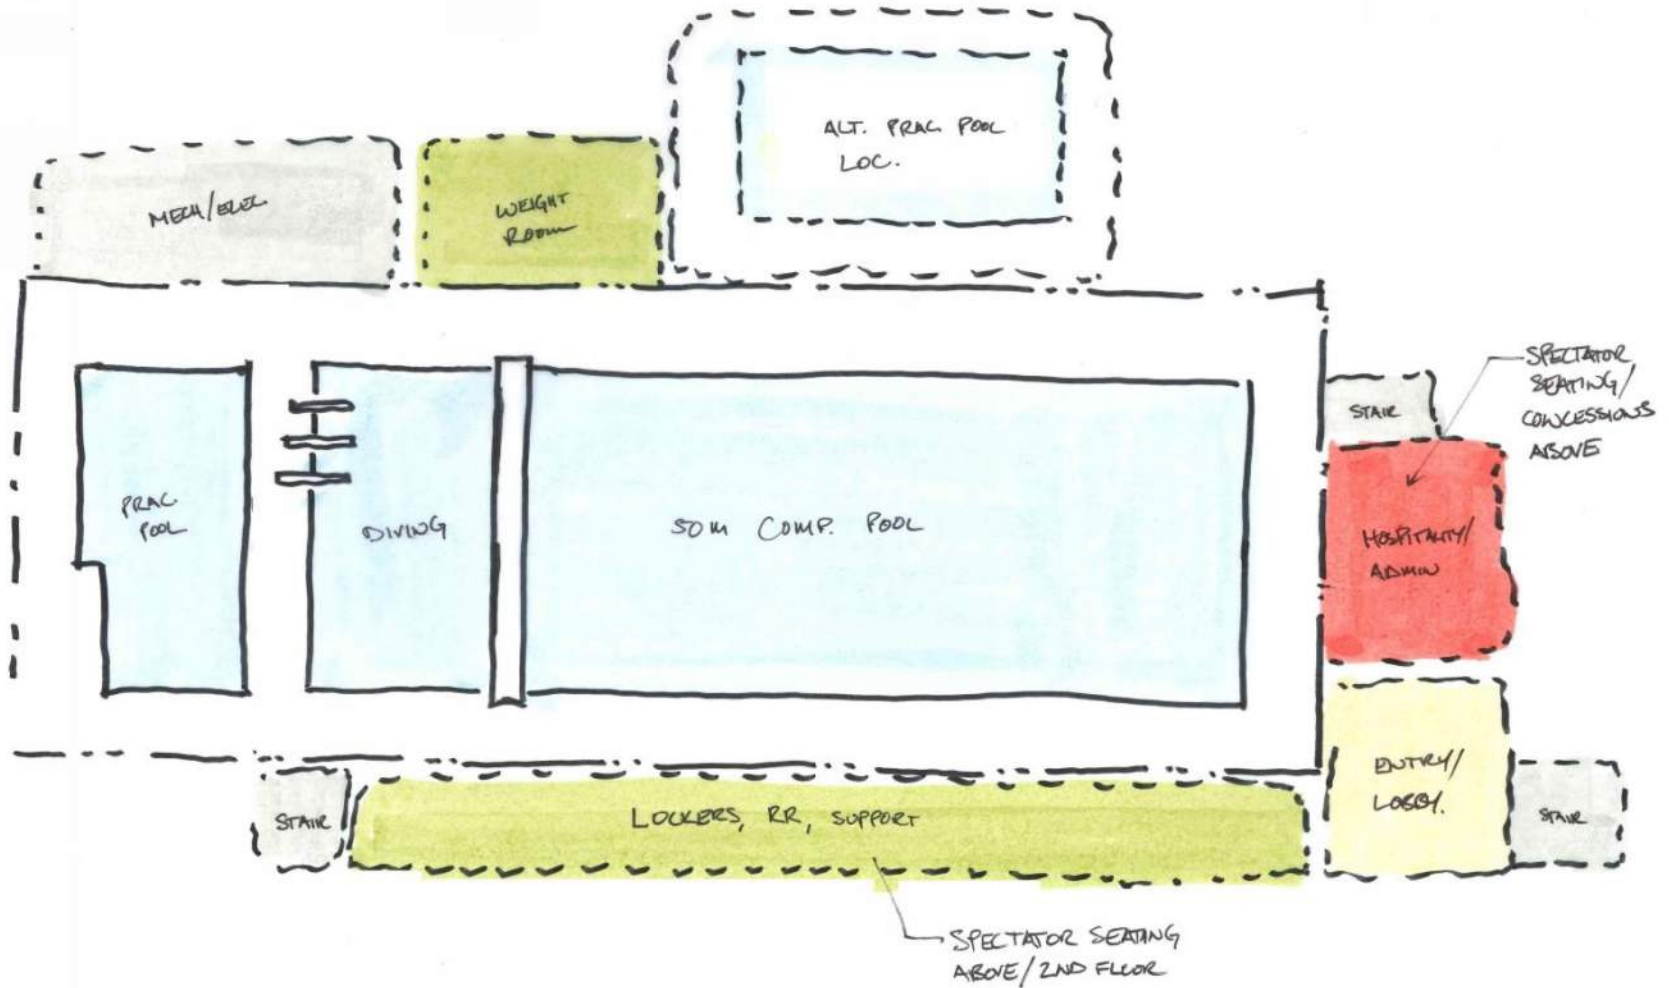 ALT. PRAC. POOL
LOC.
MECH/ELEC
WEIGHT
ROOM
SPECTATOR
SEATING/
CONCESSIONS
ABOVE
STAIR
PRAC
POOL
DIVING
50M COMP. POOL
HOSPITALITY/
ADMIN
ENTRY/
LOBBY.
STAIR
LOCKERS, RR, SUPPORT
STAIR
SPECTATOR SEATING
ABOVE/2ND FLOOR